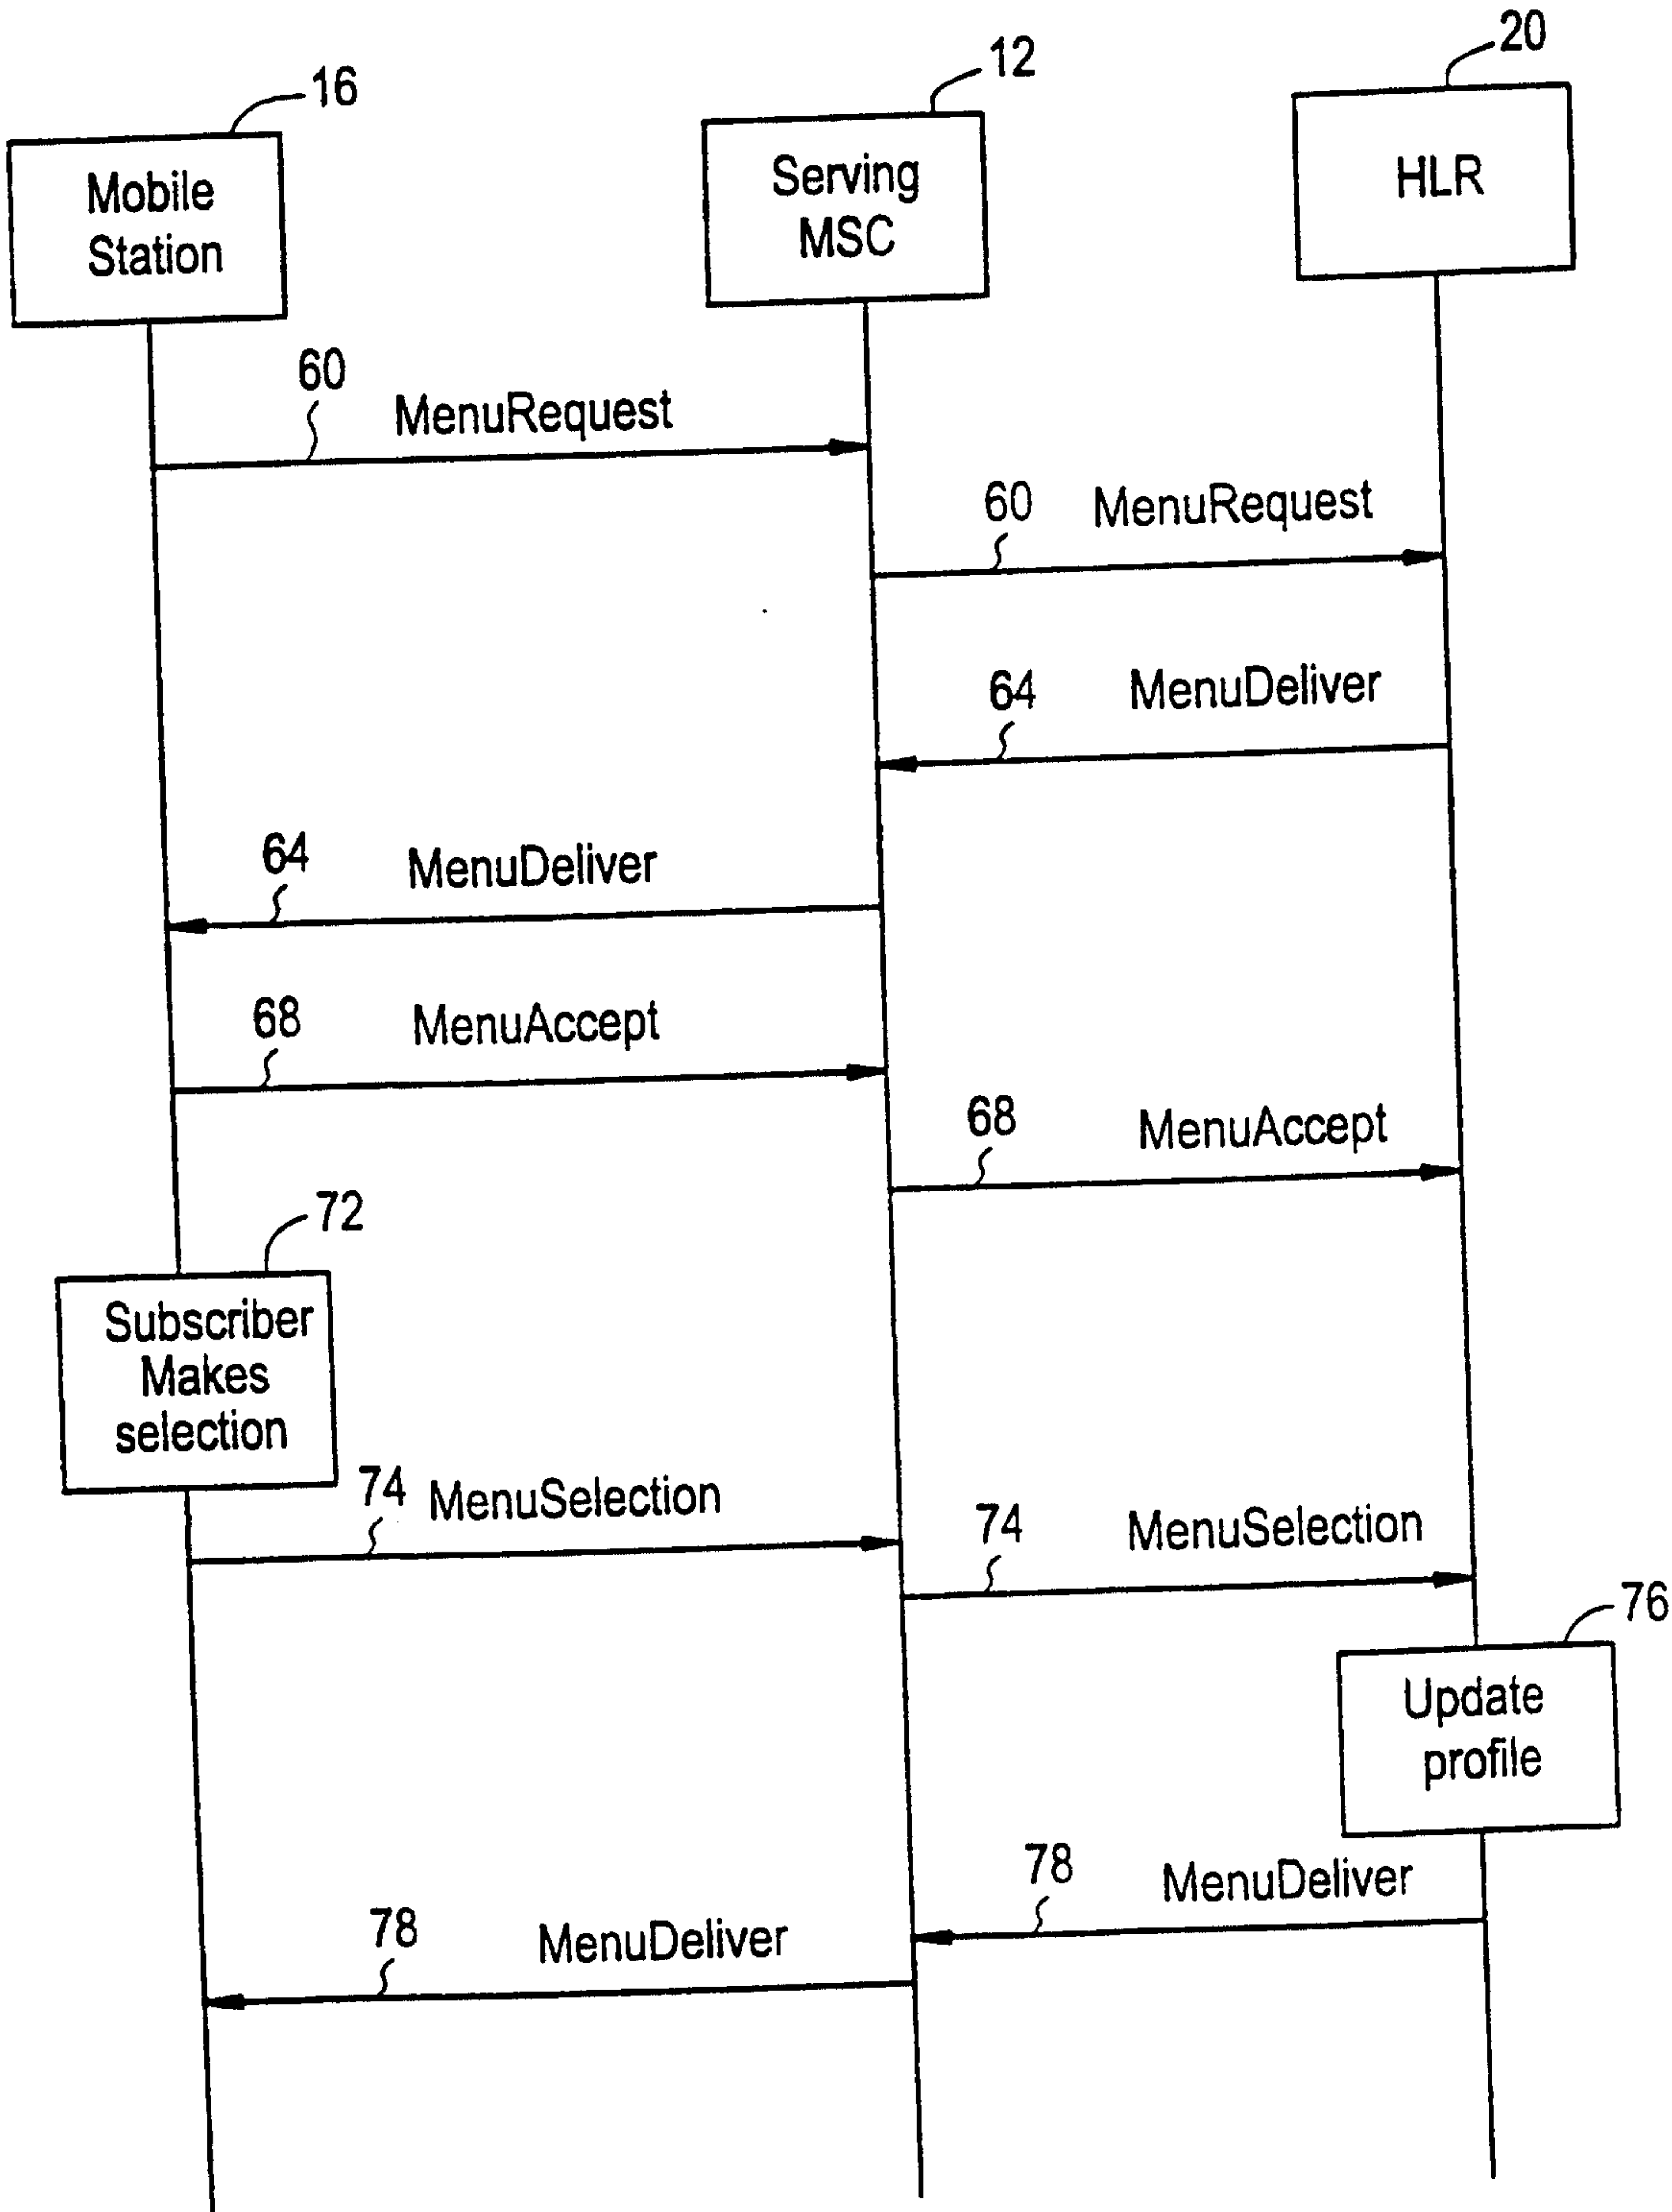 16
12
20
Mobile
Station
Serving
MSC
HLR
60
MenuRequest
60
MenuRequest
64
MenuDeliver
64
MenuDeliver
68
MenuAccept
68
MenuAccept
72
Subscriber
Makes
selection
74
MenuSelection
74
MenuSelection
76
Update
profile
78
MenuDeliver
78
MenuDeliver